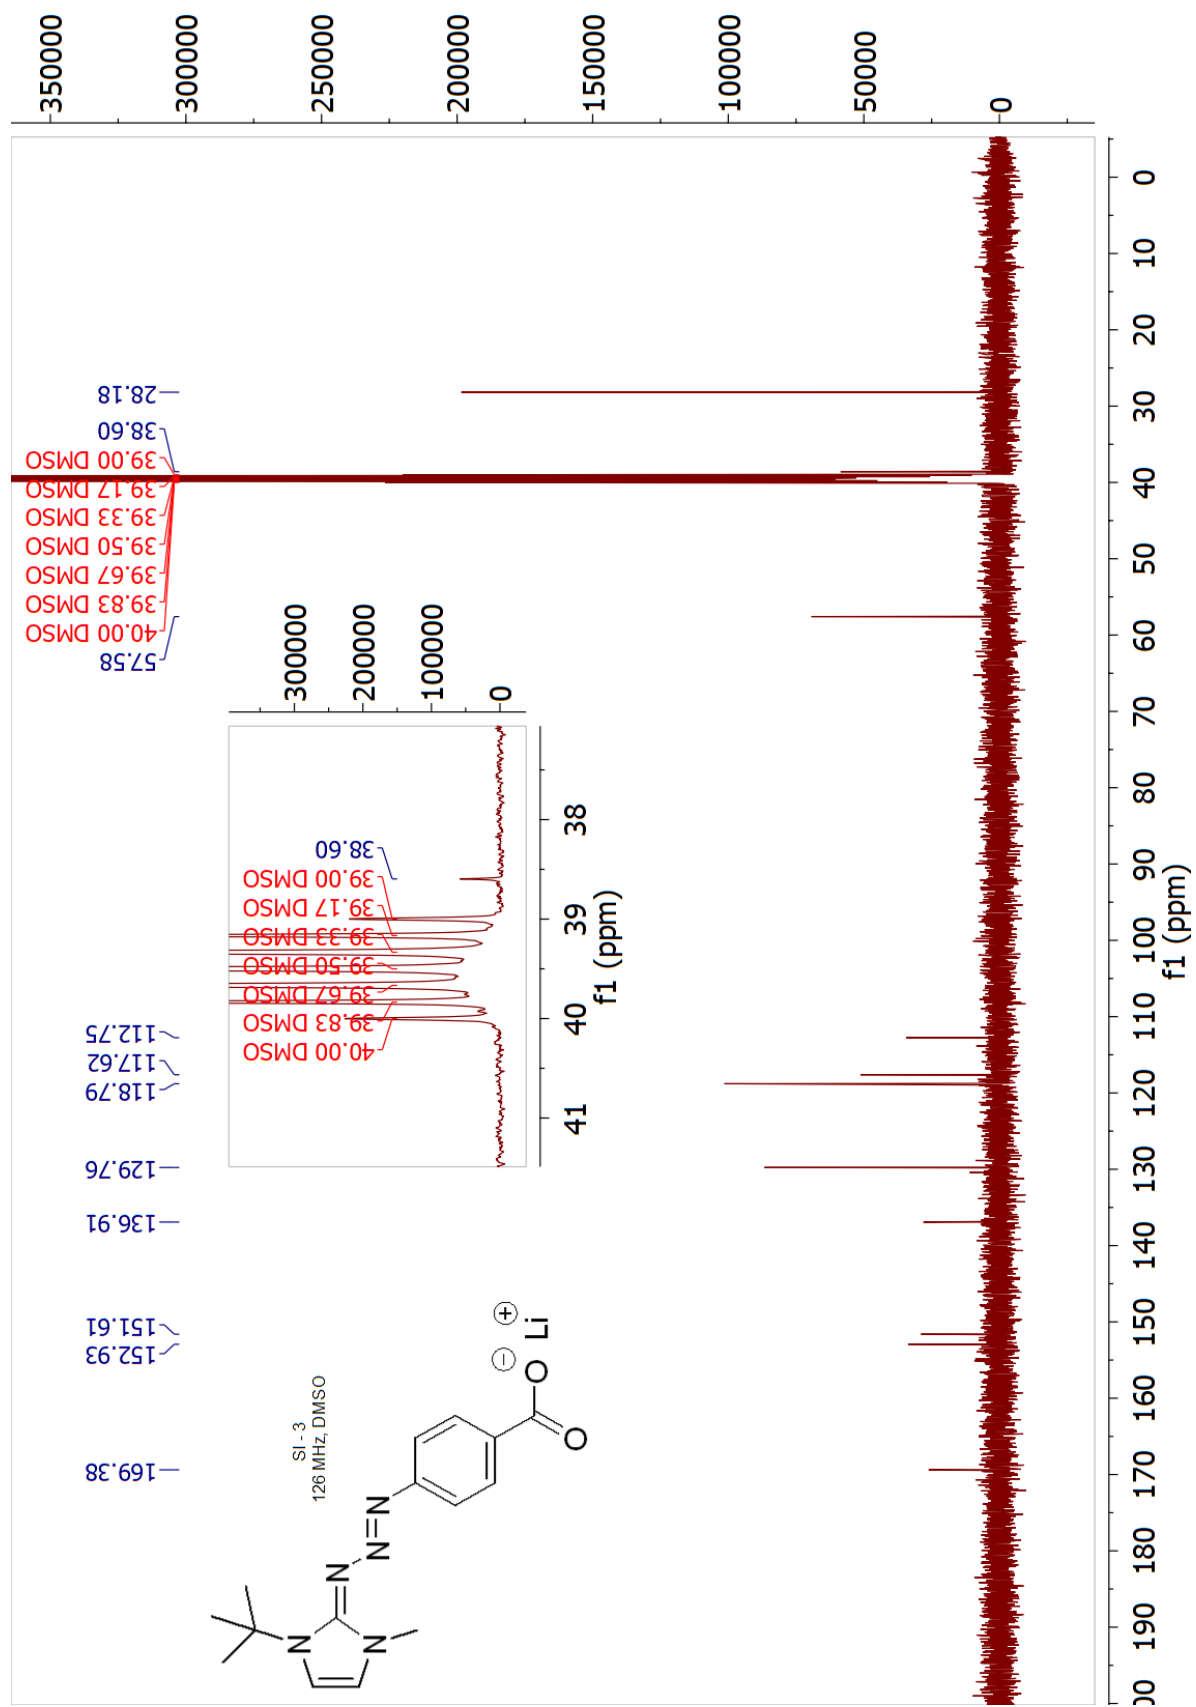 169.38
152.93
151.61
136.91
129.76
118.79
117.62
112.75
57.58
40.00 DMSO
39.83 DMSO
39.67 DMSO
39.50 DMSO
39.33 DMSO
39.17 DMSO
39.00 DMSO
38.60
28.18
350000
300000
250000
200000
150000
100000
50000
0
SI - 3
126 MHz, DMSO
N
N
N
N=N
O
O
⊖
⊕
Li
40.00 DMSO
39.83 DMSO
39.67 DMSO
39.50 DMSO
39.33 DMSO
39.17 DMSO
39.00 DMSO
38.60
300000
200000
100000
0
41 40 39 38
f1 (ppm)
00 190 180 170 160 150 140 130 120 110 100 90 80 70 60 50 40 30 20 10 0
f1 (ppm)